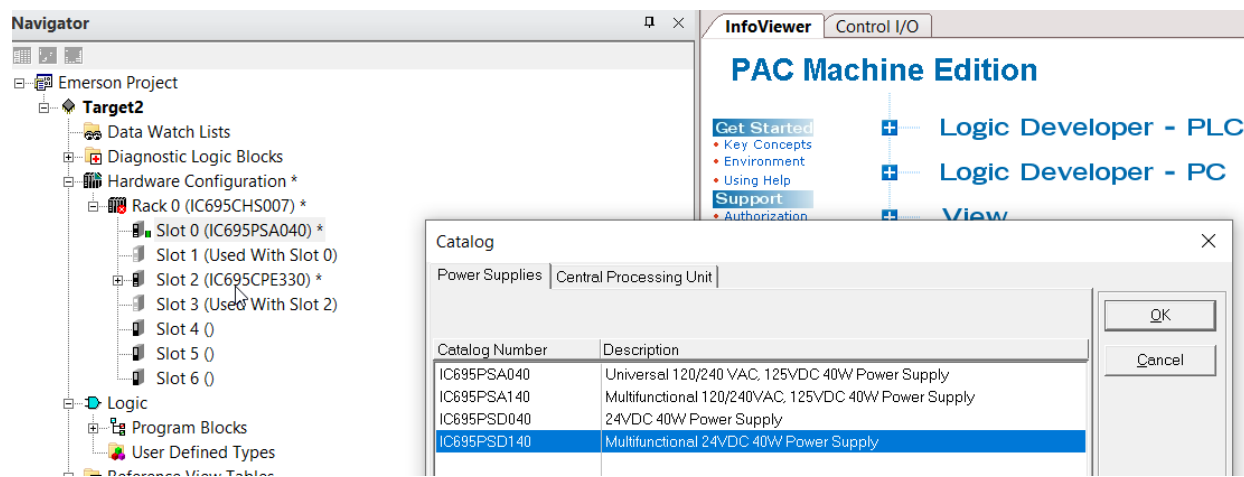 Navigator
Emerson Project
Target2
Data Watch Lists
Diagnostic Logic Blocks
Hardware Configuration *
Rack 0 (IC695CHS007) *
Slot 0 (IC695PSA040) *
Slot 1 (Used With Slot 0)
Slot 2 (IC695CPE330) *
Slot 3 (Used With Slot 2)
Slot 4 ()
Slot 5 ()
Slot 6 ()
Logic
Program Blocks
User Defined Types
Reference View Tables
InfoViewer
Control I/O
PAC Machine Edition
Get Started
• Key Concepts
• Environment
• Using Help
Support
• Authorization
Logic Developer - PLC
Logic Developer - PC
View
Catalog
Power Supplies
Central Processing Unit
OK
Cancel
Catalog Number Description
IC695PSA040 Universal 120/240 VAC, 125VDC 40W Power Supply
IC695PSA140 Multifunctional 120/240VAC, 125VDC 40W Power Supply
IC695PSD040 24VDC 40W Power Supply
IC695PSD140 Multifunctional 24VDC 40W Power Supply